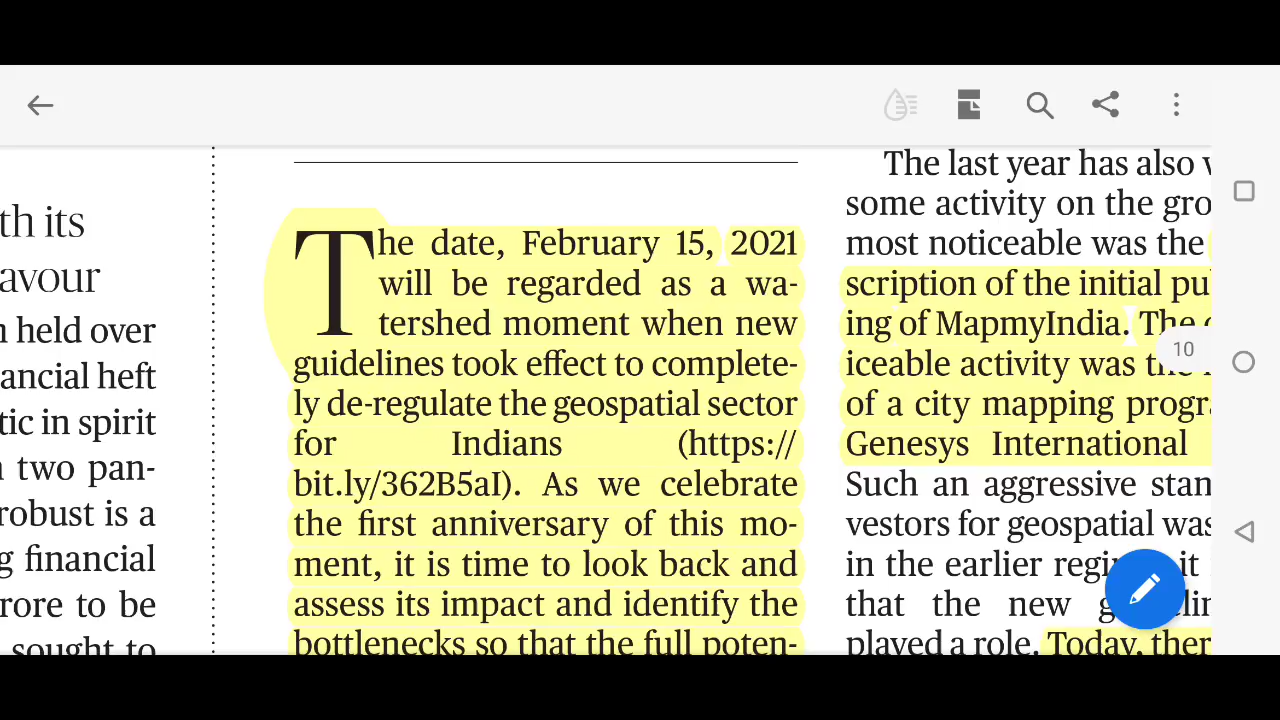 th its
avour
held over
ancial heft
tic in spirit
two pan-
robust is a
g financial
rore to be
sought to
The date, February 15, 2021
will be regarded as a wa-
tershed moment when new
guidelines took effect to complete-
ly de-regulate the geospatial sector
for Indians (https://
bit.ly/362B5aI). As we celebrate
the first anniversary of this mo-
ment, it is time to look back and
assess its impact and identify the
bottlenecks so that the full poten-
The last year has also
some activity on the gro
most noticeable was the
scription of the initial pu
ing of MapmyIndia. The
iceable activity was
of a city mapping progr
Genesys International
Such an aggressive stan
vestors for geospatial was
in the earlier regi it
that the new
played a role. Today, ther
10